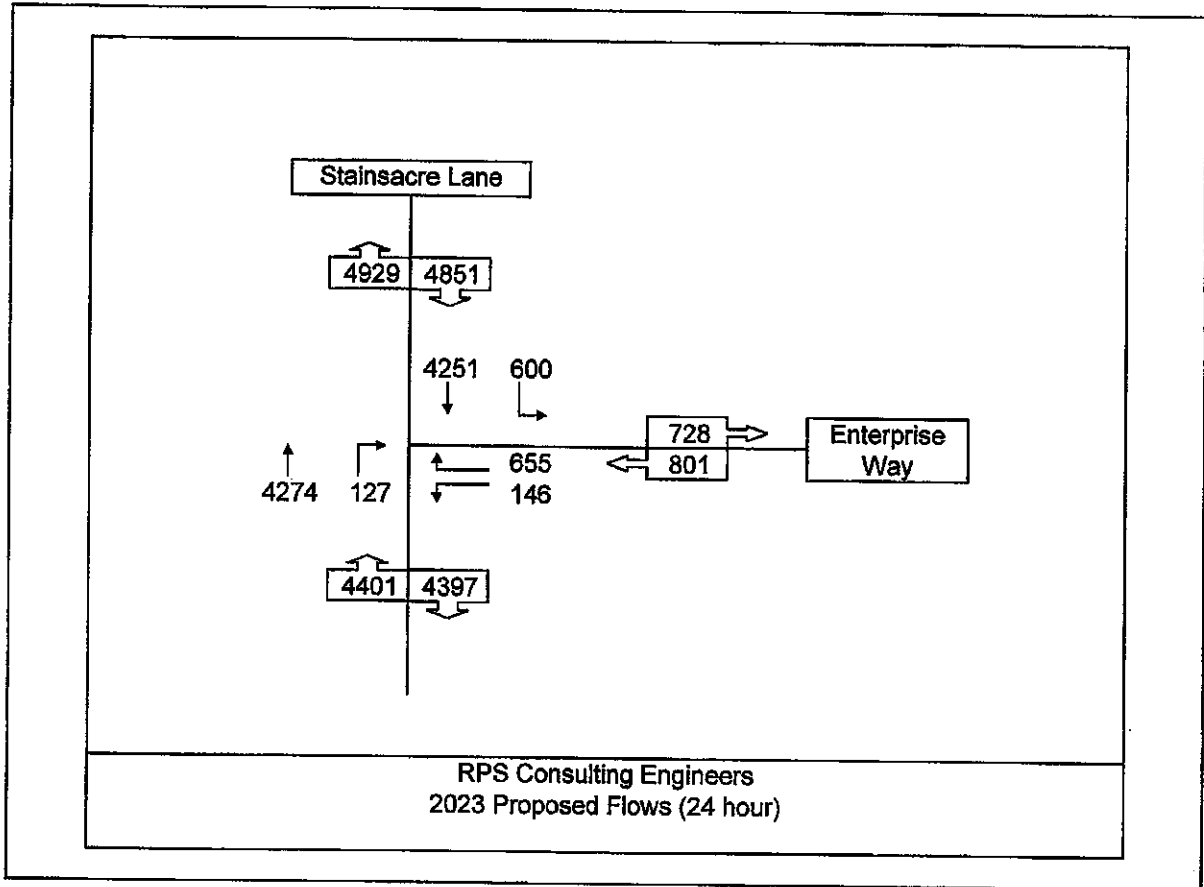 Stainsacre Lane
4929 4851
4251 600
728
801
Enterprise
Way
655
146
4274 127
4401 4397
RPS Consulting Engineers
2023 Proposed Flows (24 hour)